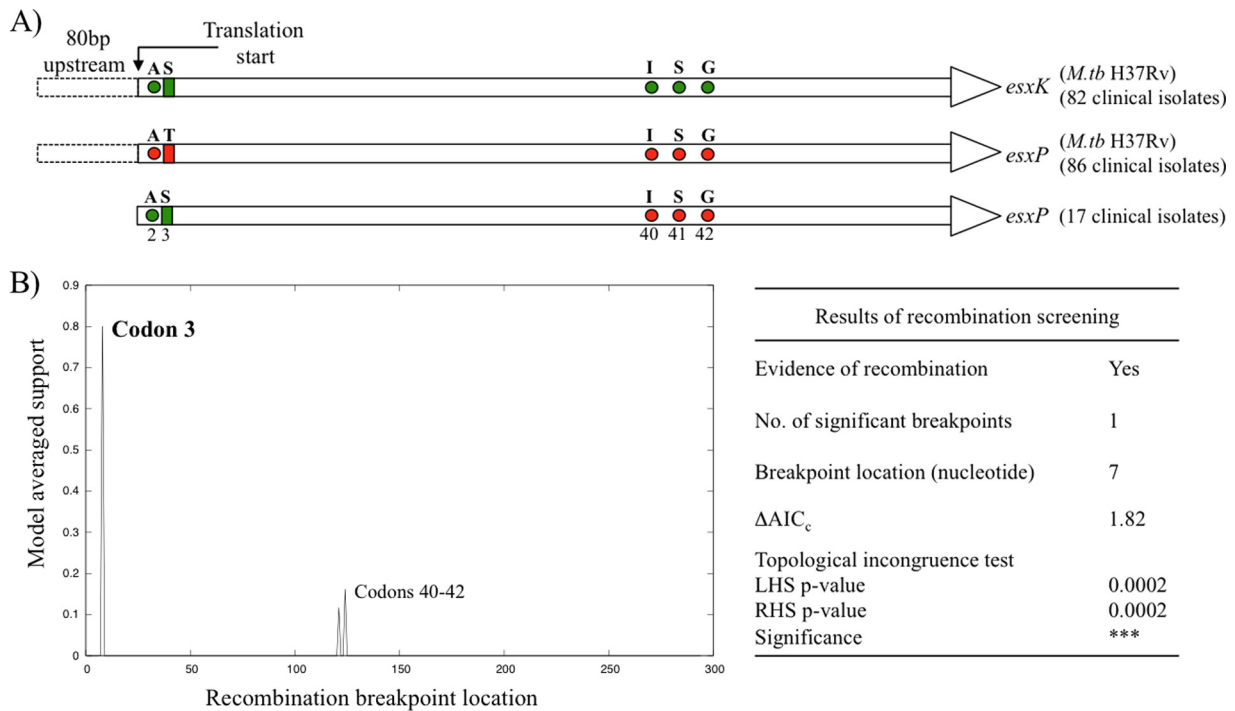 A)
80bp upstream
Translation start
A S I S G
esxK (M.tb H37Rv)
(82 clinical isolates)
A T I S G
esxP (M.tb H37Rv)
(86 clinical isolates)
A S I S G
esxP (17 clinical isolates)
2 3 40 41 42
B)
Model averaged support
0.9
0.8
0.7
0.6
0.5
0.4
0.3
0.2
0.1
0
Codon 3
Codons 40-42
0 50 100 150 200 250 300
Recombination breakpoint location
Results of recombination screening
Evidence of recombination Yes
No. of significant breakpoints 1
Breakpoint location (nucleotide) 7
ΔAICc 1.82
Topological incongruence test
LHS p-value 0.0002
RHS p-value 0.0002
Significance ***